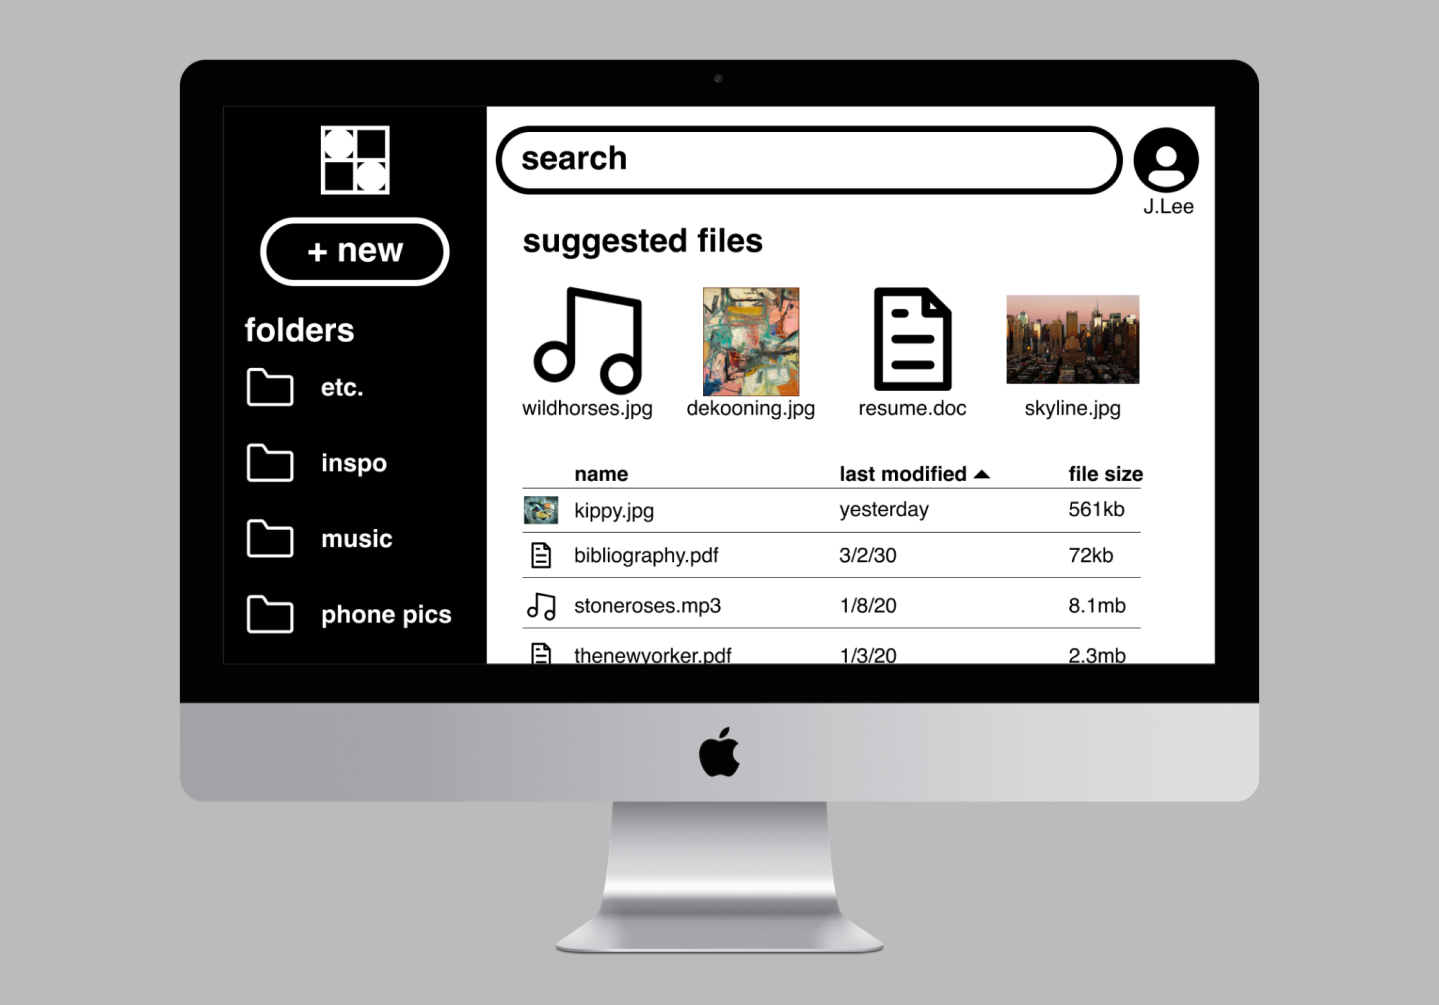 search
J.Lee
+ new
suggested files
folders
etc.
inspo
music
phone pics
wildhorses.jpg dekooning.jpg resume.doc skyline.jpg
name last modified file size
kippy.jpg yesterday 561kb
bibliography.pdf 3/2/30 72kb
stoneroses.mp3 1/8/20 8.1mb
thenewyorker.pdf 1/3/20 2.3mb